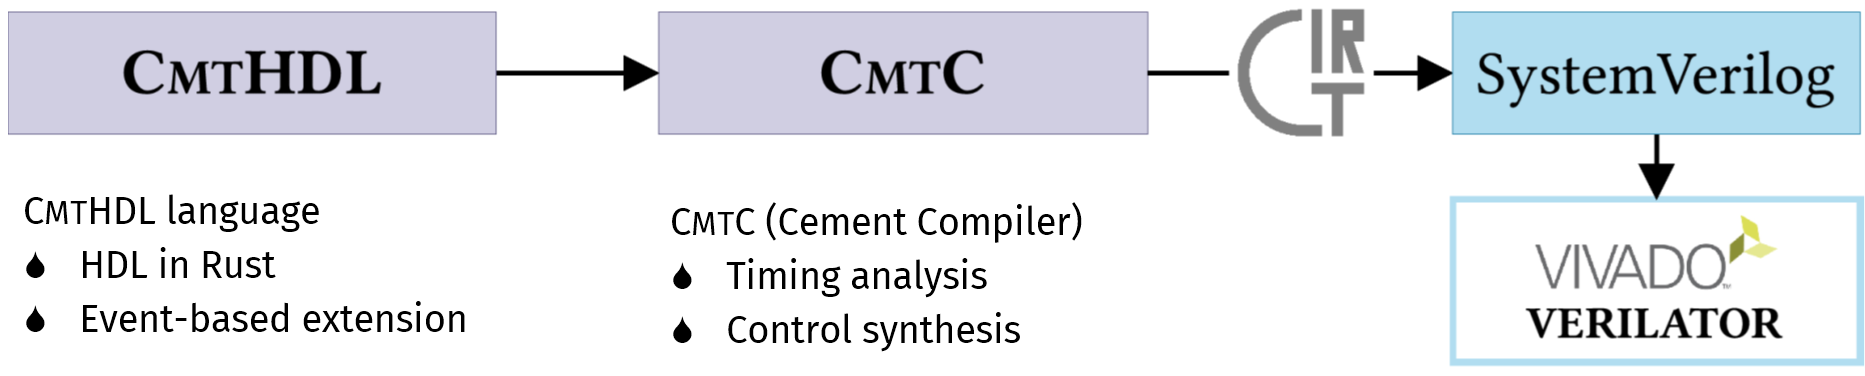 CMTHDL
CMTC
CIRCT
SystemVerilog
CMTHDL language
HDL in Rust
Event-based extension
CMTC (Cement Compiler)
Timing analysis
Control synthesis
VIVADO™
VERILATOR